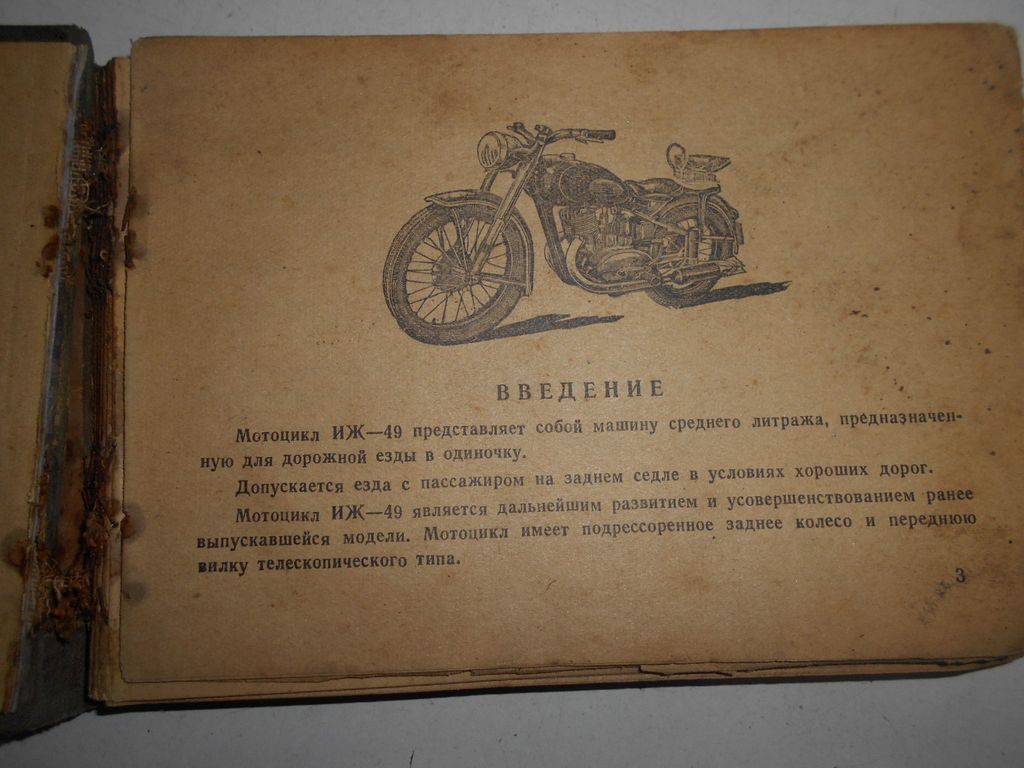 ВВЕДЕНИЕ
Мотоцикл ИЖ—49 представляет собой машину среднего литража, предназначен-
ную для дорожной езды в одиночку.
Допускается езда с пассажиром на заднем седле в условиях хороших дорог.
Мотоцикл ИЖ—49 является дальнейшим развитием и усовершенствованием ранее
выпускавшейся модели. Мотоцикл имеет подрессоренное заднее колесо и переднюю
вилку телескопического типа.
3